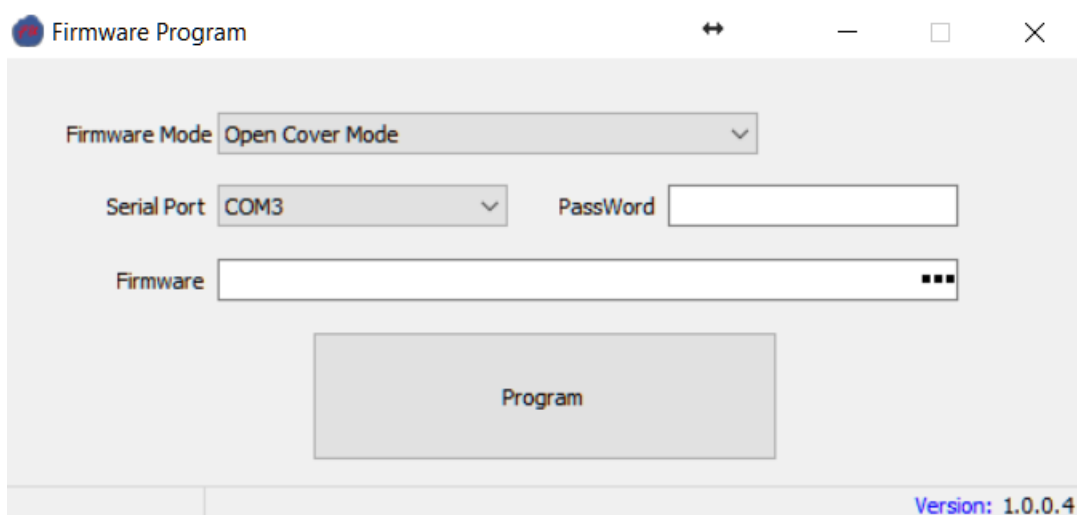 Firmware Program
Firmware Mode Open Cover Mode
Serial Port COM3 PassWord
Firmware
Program
Version: 1.0.0.4